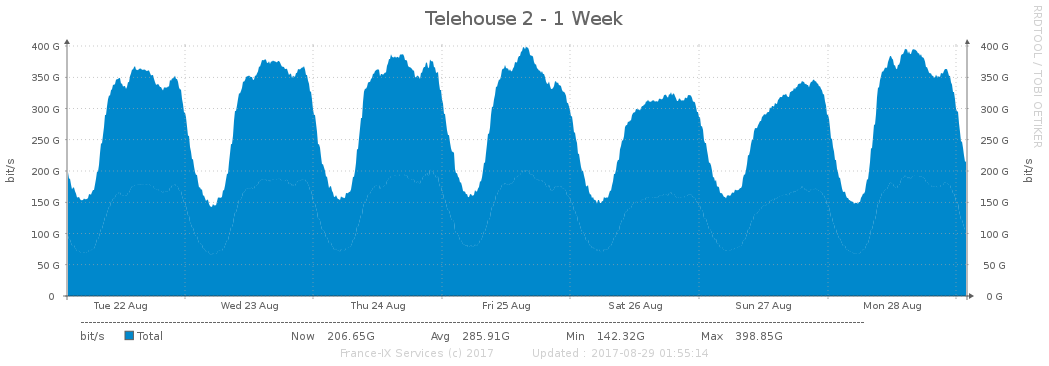 Telehouse 2 - 1 Week
RRDTOOL / TOBI OETIKER
400 G 400 G
350 G 350 G
300 G 300 G
250 G 250 G
200 G 200 G
150 G 150 G
100 G 100 G
50 G 50 G
0 0 G
bit/s bit/s
Tue 22 Aug Wed 23 Aug Thu 24 Aug Fri 25 Aug Sat 26 Aug Sun 27 Aug Mon 28 Aug
bit/s Total Now 206.65G Avg 285.91G Min 142.32G Max 398.85G
France-IX Services (c) 2017 Updated : 2017-08-29 01:55:14